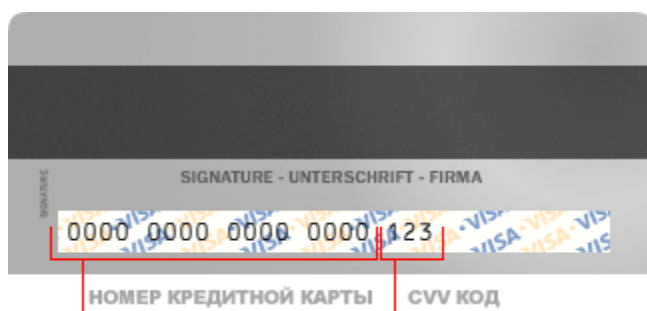 SIGNATURE - UNTERSCHRIFT - FIRMA
SIGNATURE
0000 0000 0000 0000 123
НОМЕР КРЕДИТНОЙ КАРТЫ CVV КОД